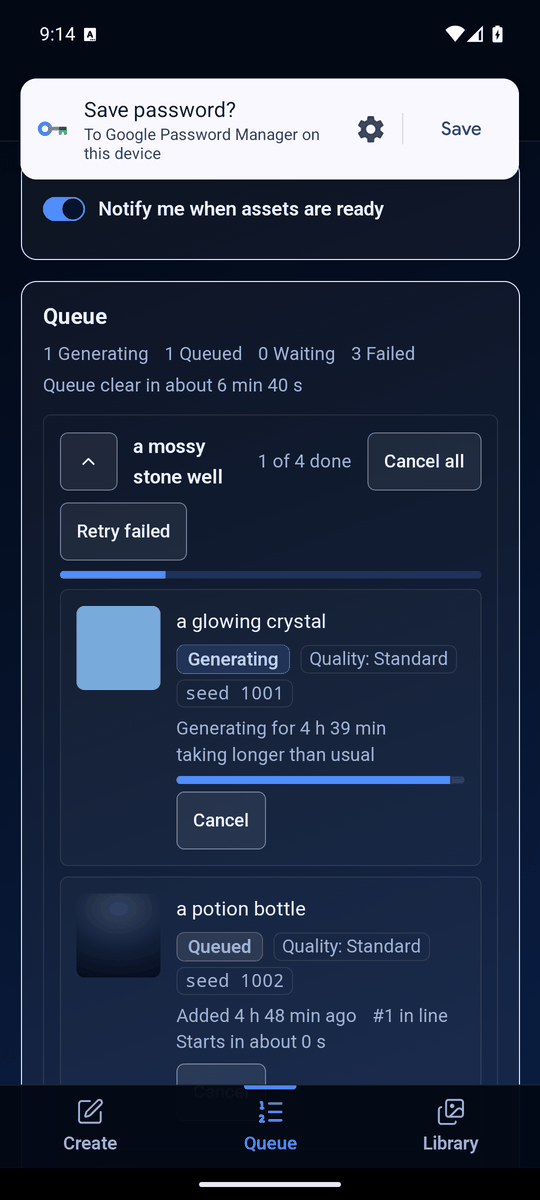 9:14 A
Save password?
To Google Password Manager on
this device
Save
Notify me when assets are ready
Queue
1 Generating 1 Queued 0 Waiting 3 Failed
Queue clear in about 6 min 40 s
a mossy
stone well
1 of 4 done
Cancel all
Retry failed
a glowing crystal
Generating Quality: Standard
seed 1001
Generating for 4 h 39 min
taking longer than usual
Cancel
a potion bottle
Queued Quality: Standard
seed 1002
Added 4 h 48 min ago #1 in line
Starts in about 0 s
Cancel
Create Queue Library